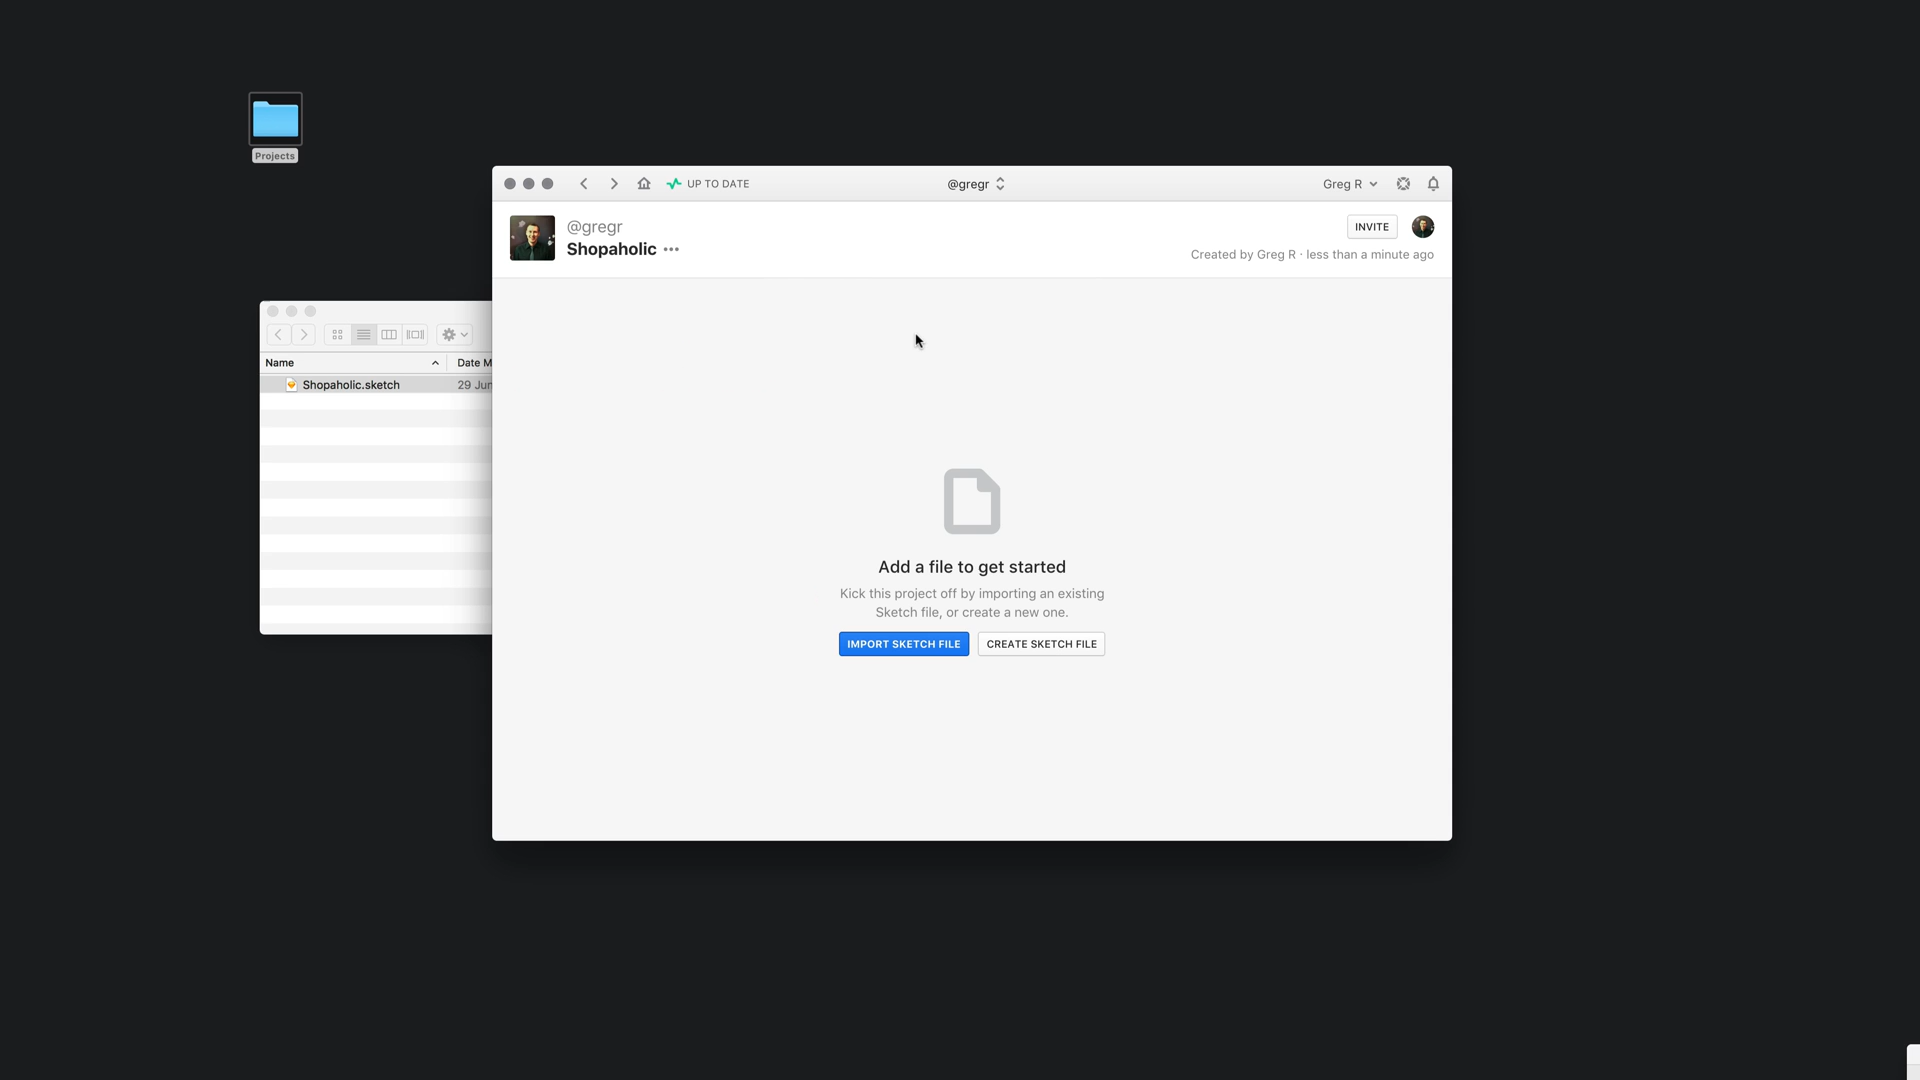 Projects
UP TO DATE
@gregr
Greg R
@gregr
Shopaholic
INVITE
Created by Greg R · less than a minute ago
Name
Date M
Shopaholic.sketch
29 Jun
Add a file to get started
Kick this project off by importing an existing
Sketch file, or create a new one.
IMPORT SKETCH FILE
CREATE SKETCH FILE